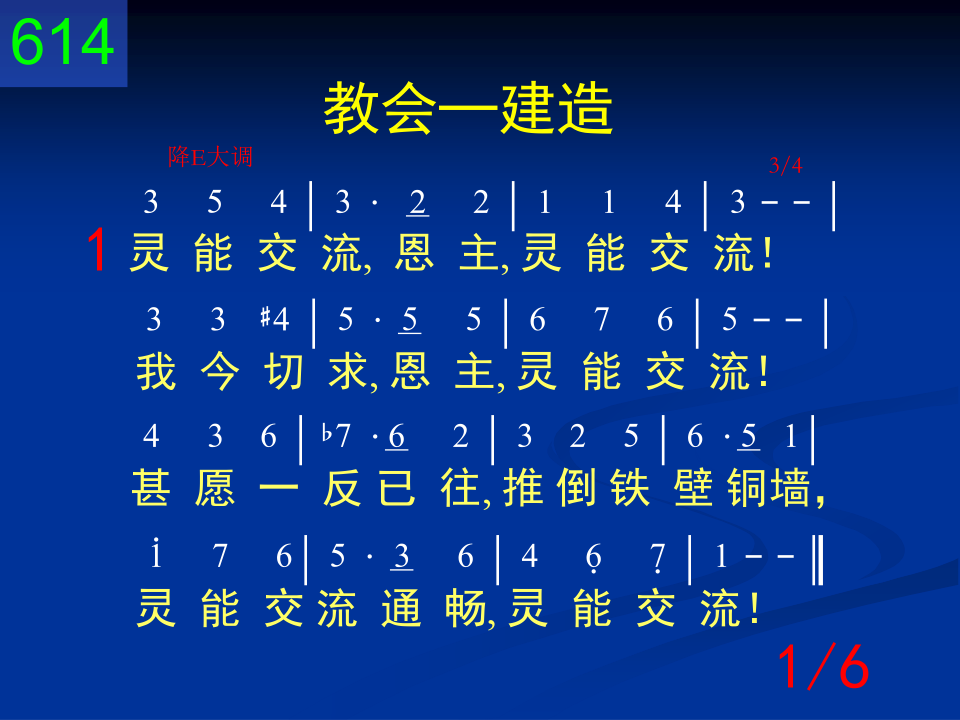 614
教会一建造
降E大调 3/4
3 5 4 | 3 · 2 2 | 1 1 4 | 3 - - |
1 灵 能 交 流, 恩 主, 灵 能 交 流!
3 3 #4 | 5 · 5 5 | 6 7 6 | 5 - - |
我 今 切 求, 恩 主, 灵 能 交 流!
4 3 6 | ♭7 · 6 2 | 3 2 5 | 6 · 5 1 |
甚 愿 一 反 已 往, 推 倒 铁 壁 铜墙,
i 7 6 | 5 · 3 6 | 4 6̣ 7̣ | 1 - - ‖
灵 能 交 流 通 畅, 灵 能 交 流!
1/6